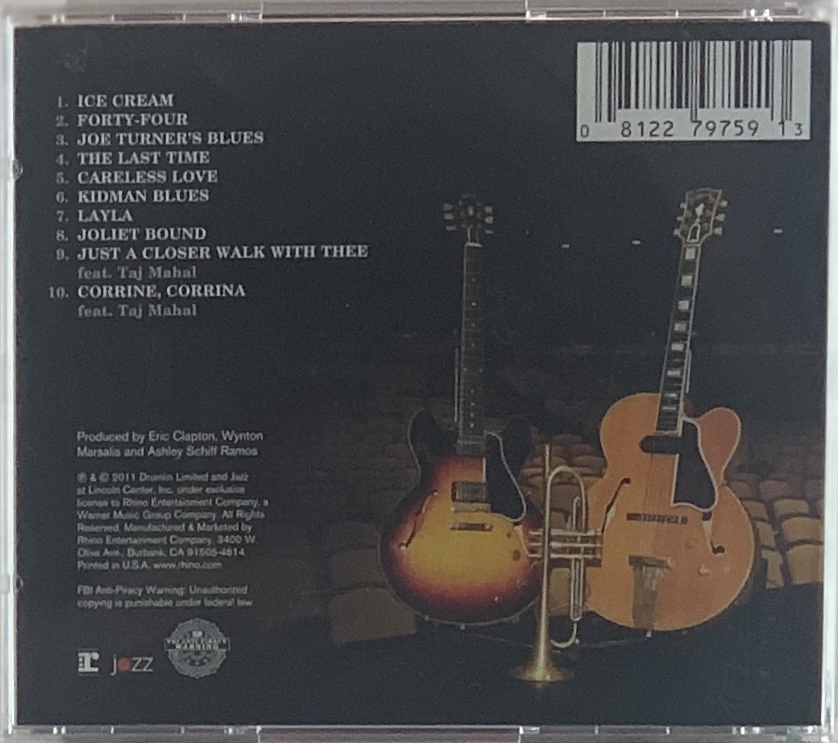 1. ICE CREAM
2. FORTY-FOUR
3. JOE TURNER'S BLUES
4. THE LAST TIME
5. CARELESS LOVE
6. KIDMAN BLUES
7. LAYLA
8. JOLIET BOUND
9. JUST A CLOSER WALK WITH THEE
feat. Taj Mahal
10. CORRINE, CORRINA
feat. Taj Mahal
0 8122 79759 1 3
Produced by Eric Clapton, Wynton
Marsalis and Ashley Schiff Ramos
℗ & © 2011 Drumlin Limited and Jazz
at Lincoln Center, Inc. under exclusive
license to Rhino Entertainment Company, a
Warner Music Group Company. All Rights
Reserved. Manufactured & Marketed by
Rhino Entertainment Company, 3400 W.
Olive Ave., Burbank, CA 91505-4614.
Printed in U.S.A. www.rhino.com
FBI Anti-Piracy Warning: Unauthorized
copying is punishable under federal law.
r jazz
FBI ANTI-PIRACY
WARNING